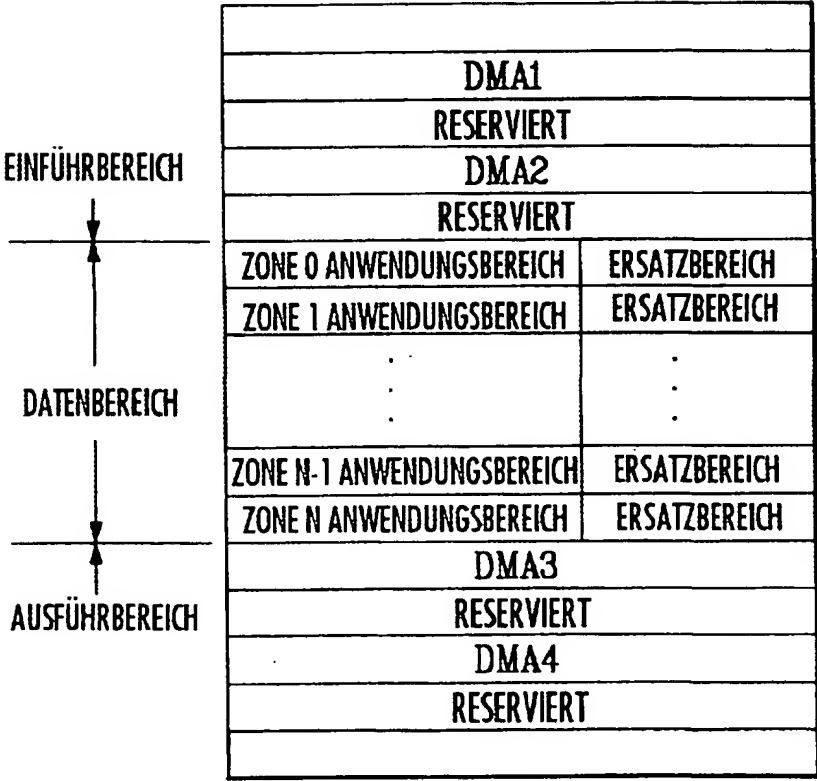 DMA1
RESERVIERT
EINFÜHRBEREICH
DMA2
RESERVIERT
ZONE 0 ANWENDUNGSBEREICH ERSATZBEREICH
ZONE 1 ANWENDUNGSBEREICH ERSATZBEREICH
DATENBEREICH
ZONE N-1 ANWENDUNGSBEREICH ERSATZBEREICH
ZONE N ANWENDUNGSBEREICH ERSATZBEREICH
DMA3
AUSFÜHRBEREICH
RESERVIERT
DMA4
RESERVIERT